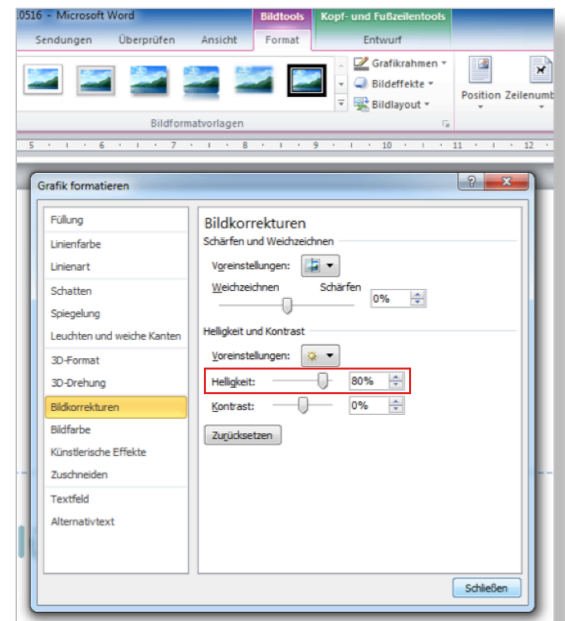 .0516 - Microsoft Word
Bildtools
Kopf- und Fußzeilentools
Sendungen Überprüfen Ansicht Format Entwurf
Grafikrahmen
Bildeffekte
Bildlayout
Position
Bildformatvorlagen
5 6 7 8 9 10 11 12
Grafik formatieren
Füllung
Linienfarbe
Linienart
Schatten
Spiegelung
Leuchten und weiche Kanten
3D-Format
3D-Drehung
Bildkorrekturen
Bildfarbe
Künstlerische Effekte
Zuschneiden
Textfeld
Alternativtext
Bildkorrekturen
Schärfen und Weichzeichnen
Voreinstellungen:
Weichzeichnen Schärfen
0%
Helligkeit und Kontrast
Voreinstellungen:
Helligkeit: 80%
Kontrast: 0%
Zurücksetzen
Schließen